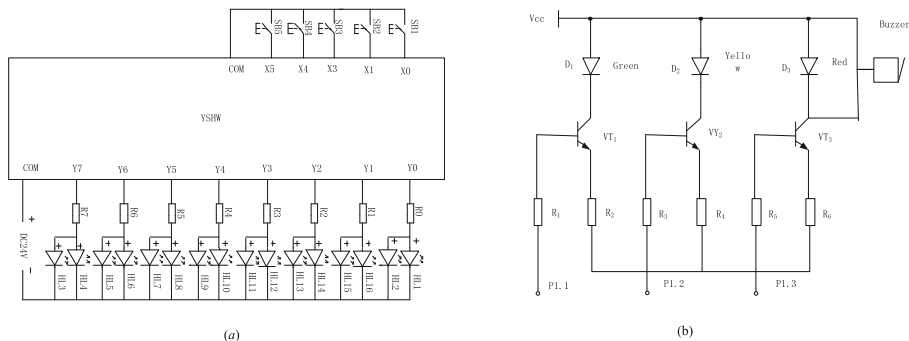 SB5 SB4 SB3 SB2 SB1
COM X5 X4 X3 X1 X0
YSHW
COM Y7 Y6 Y5 Y4 Y3 Y2 Y1 Y0
+
DC24V
-
R7 R6 R5 R4 R3 R2 R1 R0
+ + + + + + + + + + + + + + + +
HL3 HL4 HL5 HL6 HL7 HL8 HL9 HL10 HL11 HL12 HL13 HL14 HL15 HL16 HL2 HL1
(a)
Vcc
Buzzer
D1 Green
D2 Yello
w
D3 Red
VT1 VY2 VT3
R1 R2 R3 R4 R5 R6
P1.1 P1.2 P1.3
(b)